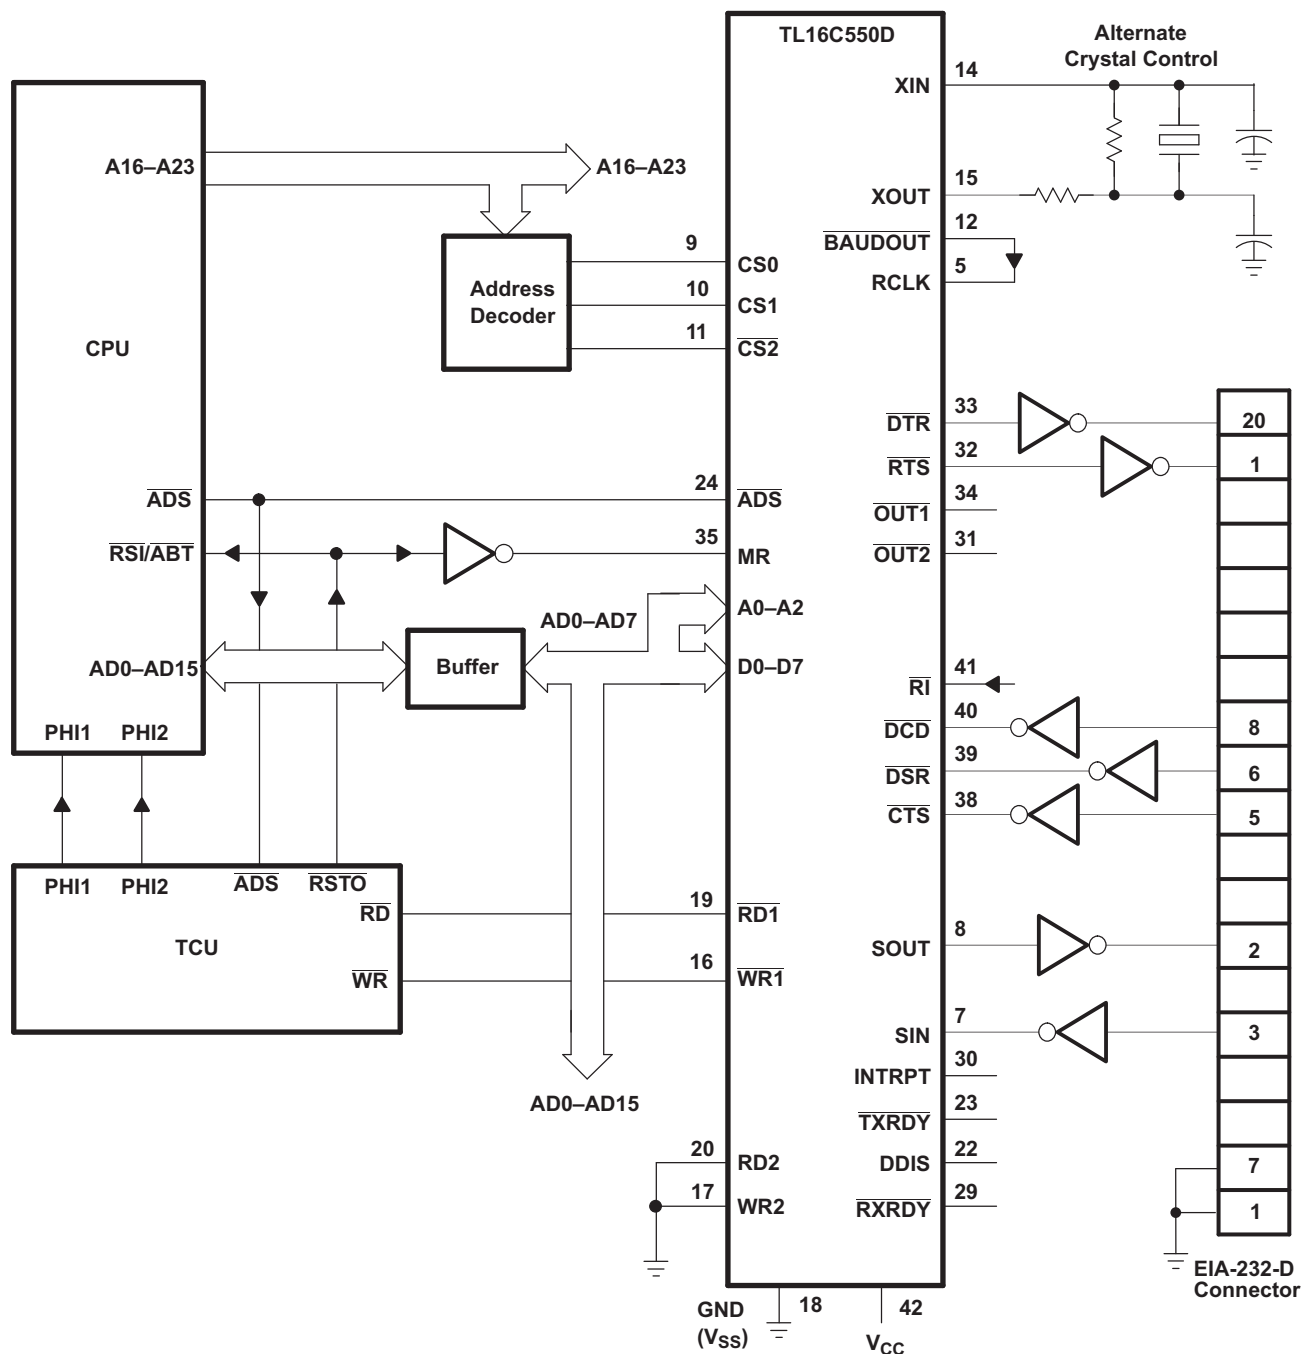 TL16C550D
Alternate
Crystal Control
XIN
14
A16–A23
A16–A23
XOUT
15
12
BAUDOUT
5
RCLK
9
CS0
Address
Decoder
10
CS1
11
CS2
CPU
33
DTR
20
32
RTS
1
ADS
24
ADS
34
OUT1
RSI/ABT
35
MR
31
OUT2
AD0–AD7
A0–A2
AD0–AD15
Buffer
D0–D7
41
RI
PHI1
PHI2
40
DCD
8
39
DSR
6
38
CTS
5
PHI1
PHI2
ADS
RSTO
RD
19
RD1
TCU
8
SOUT
2
WR
16
WR1
7
SIN
3
30
INTRPT
AD0–AD15
23
TXRDY
20
RD2
22
DDIS
7
17
WR2
29
RXRDY
1
EIA-232-D
Connector
GND
(VSS)
18
42
VCC